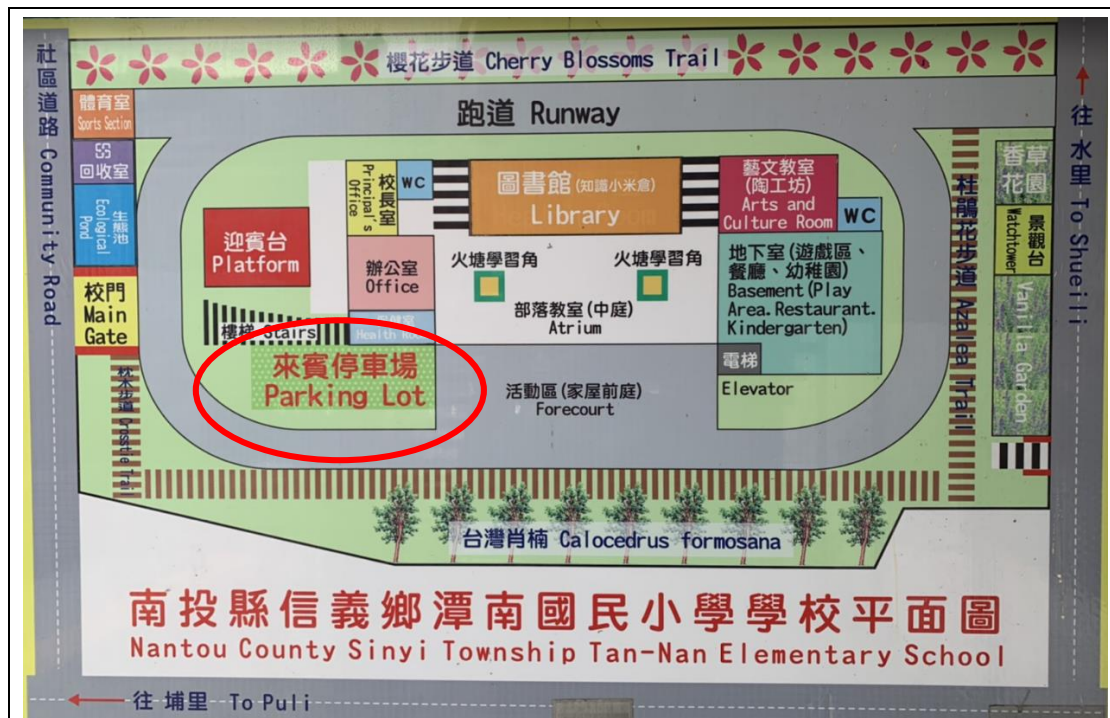 櫻花步道 Cherry Blossoms Trail
社區道路 Community Road
體育室
Sports Section
跑道 Runway
往 水里 To Shueili
回收室
生態池
Ecological
Pond
校門
Main
Gate
枕木步道
迎賓台
Platform
樓梯 Stairs
校長室
Principal's
Office
WC
辦公室
Office
Health
來賓停車場
Parking Lot
圖書館 (知識小米倉)
Library
火塘學習角
火塘學習角
部落教室(中庭)
Atrium
活動區(家屋前庭)
Forecourt
藝文教室
(陶工坊)
Arts and
Culture Room
WC
地下室(遊戲區、
餐廳、幼稚園)
Basement(Play
Area.Restaurant.
Kindergarten)
電梯
Elevator
杜鵑花步道 Azalea Trail
香草
花園
景觀台
Watchtower
Vanilla Garden
台灣肖楠 Calocedrus formosana
南投縣信義鄉潭南國民小學學校平面圖
Nantou County Sinyi Township Tan-Nan Elementary School
往 埔里 To Puli